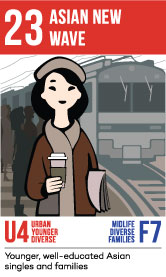 23 ASIAN NEW
WAVE
U4 URBAN
YOUNGER
DIVERSE
MIDLIFE
DIVERSE
FAMILIES F7
Younger, well-educated Asian
singles and families